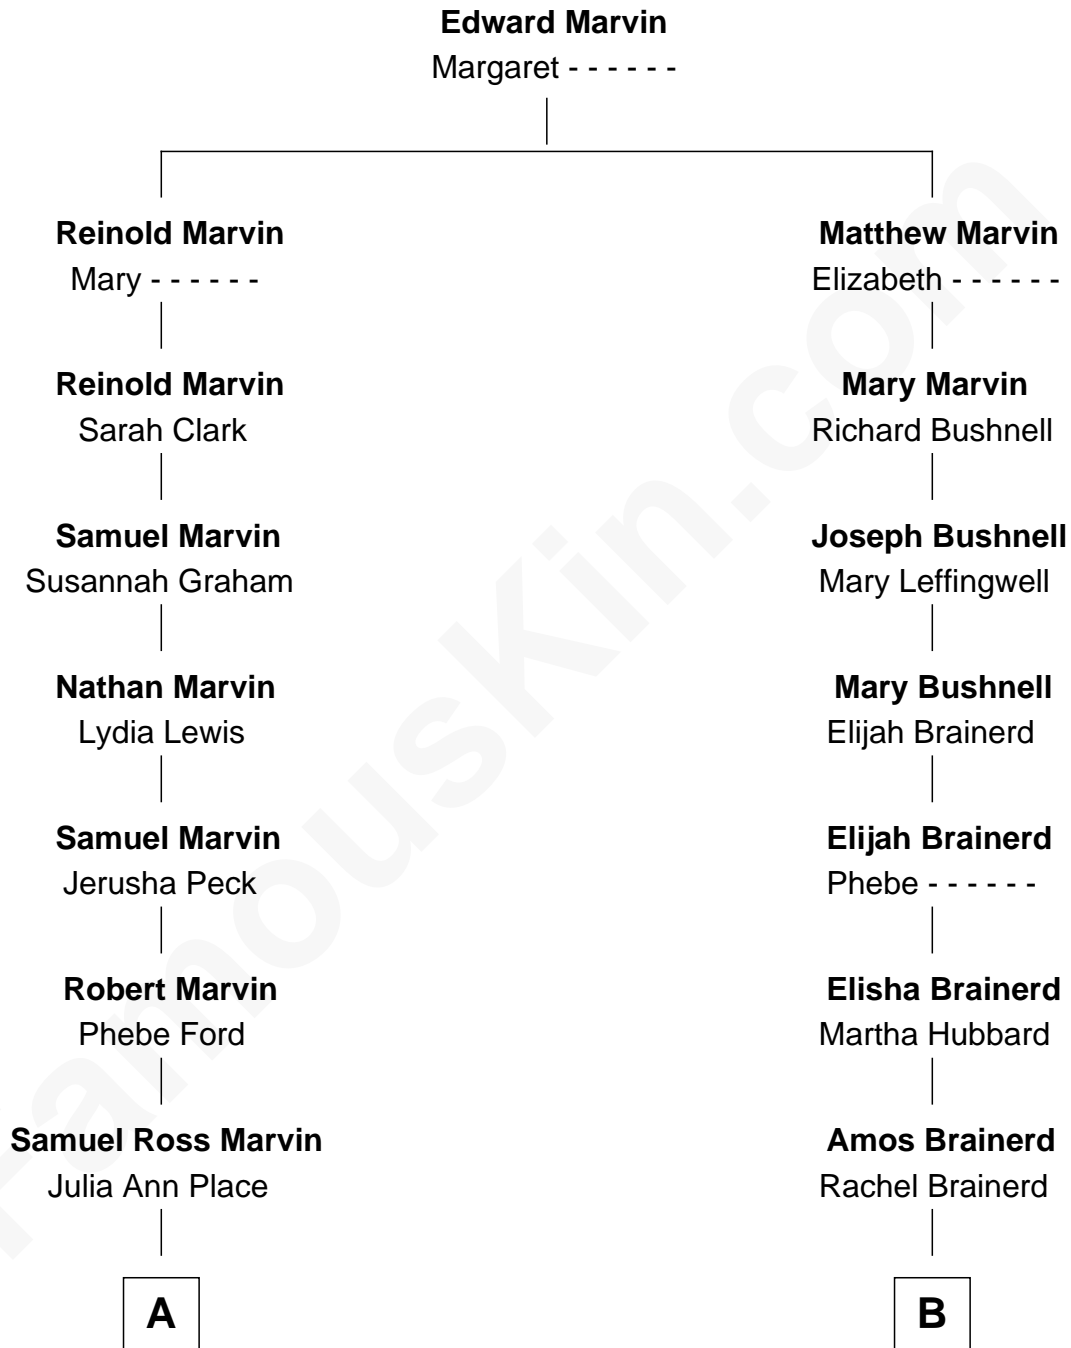 Edward Marvin
Margaret - - - - - -
Reinold Marvin
Mary - - - - - -
Matthew Marvin
Elizabeth - - - - - -
Reinold Marvin
Sarah Clark
Mary Marvin
Richard Bushnell
Samuel Marvin
Susannah Graham
Joseph Bushnell
Mary Leffingwell
Nathan Marvin
Lydia Lewis
Mary Bushnell
Elijah Brainerd
Samuel Marvin
Jerusha Peck
Elijah Brainerd
Phebe - - - - - -
Robert Marvin
Phebe Ford
Elisha Brainerd
Martha Hubbard
Samuel Ross Marvin
Julia Ann Place
Amos Brainerd
Rachel Brainerd
A
B
FamousKin.com